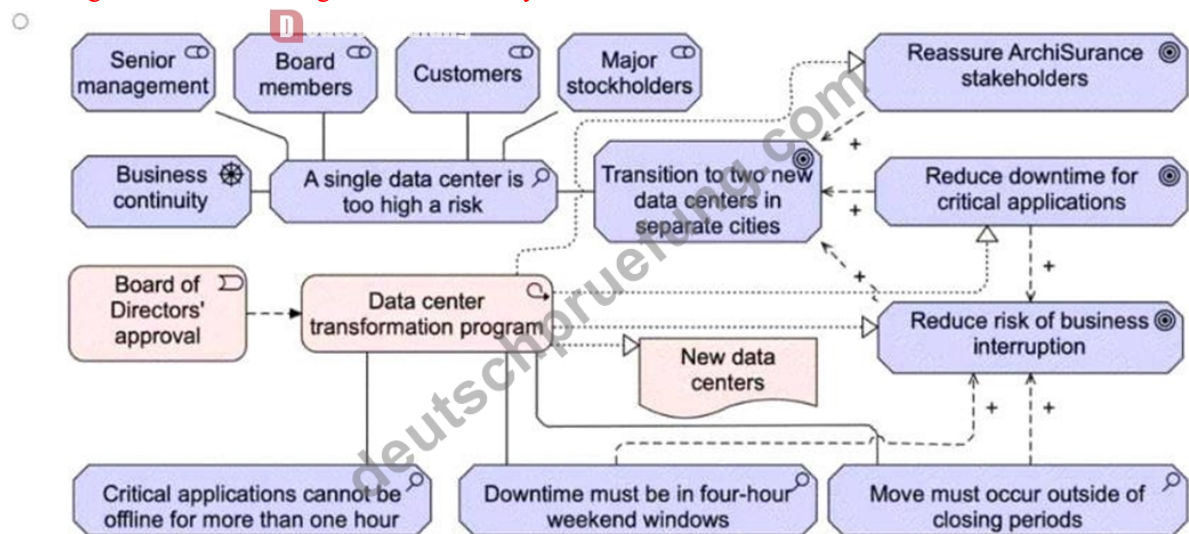 Senior
management
Board
members
Customers
Major
stockholders
Reassure ArchiSurance
stakeholders
Business
continuity
A single data center is
too high a risk
Transition to two new
data centers in
separate cities
Reduce downtime for
critical applications
+
+
+
+
Board of
Directors'
approval
Data center
transformation program
New data
centers
Reduce risk of business
interruption
+
+
Critical applications cannot be
offline for more than one hour
Downtime must be in four-hour
weekend windows
Move must occur outside of
closing periods
deutschpruefung.com